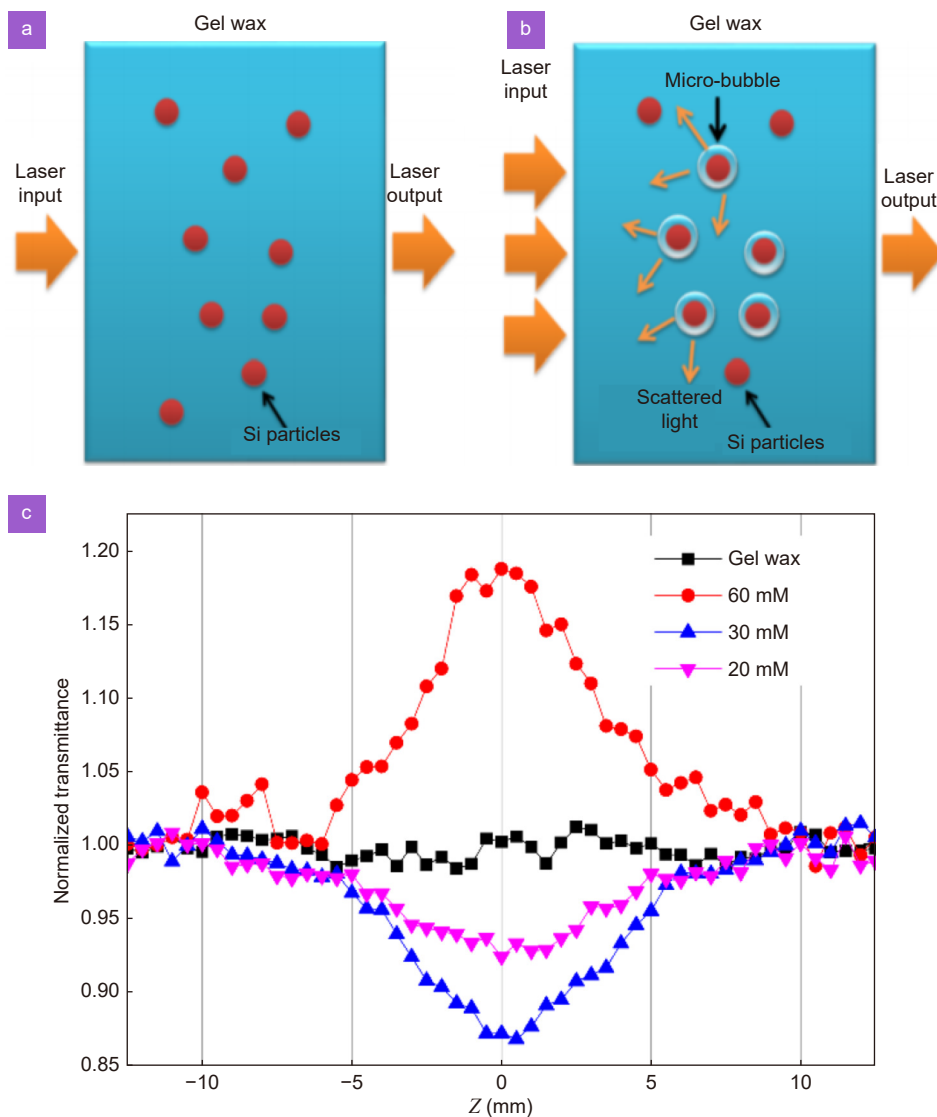 a
Gel wax
Laser
input
Laser
output
Si particles
b
Gel wax
Laser
input
Micro-bubble
Laser
output
Scattered
light
Si particles
c
Normalized transmittance
1.20
1.15
1.10
1.05
1.00
0.95
0.90
0.85
Gel wax
60 mM
30 mM
20 mM
−10
−5
0
5
10
Z (mm)